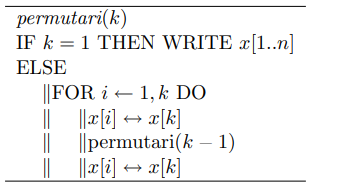 permutari(k)
IF k = 1 THEN WRITE x[1..n]
ELSE
‖FOR i ← 1, k DO
‖ ‖x[i] ↔ x[k]
‖ ‖permutari(k − 1)
‖ ‖x[i] ↔ x[k]